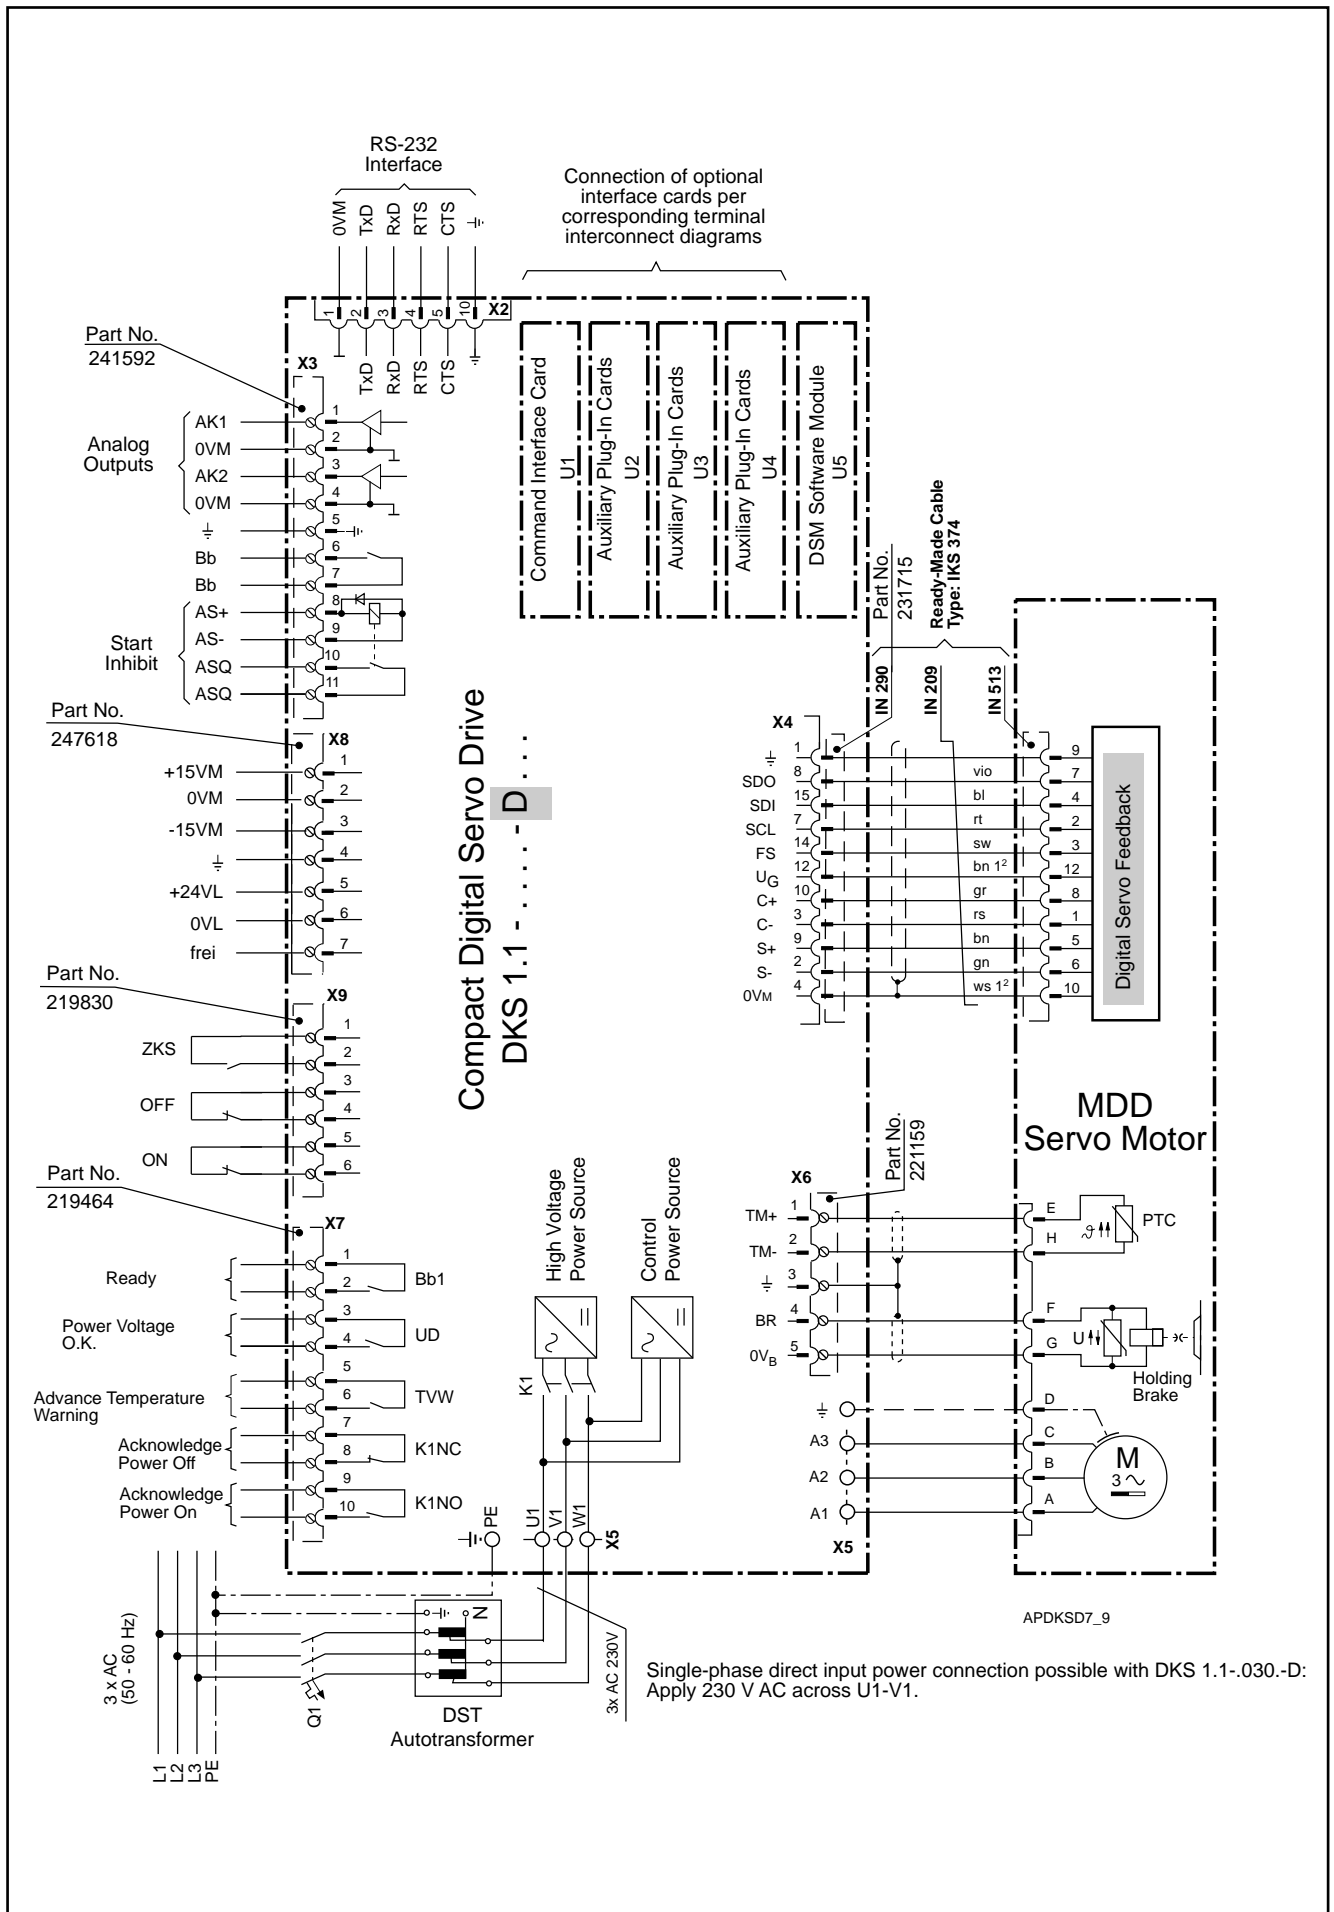 RS-232
Interface
0VM
TxD
RxD
RTS
CTS
Connection of optional
interface cards per
corresponding terminal
interconnect diagrams
1
2
3
4
5
10
X2
TxD
RxD
RTS
CTS
Part No.
241592
X3
Analog
Outputs
AK1
1
0VM
2
AK2
3
0VM
4
5
Bb
6
Bb
7
Start
Inhibit
AS+
8
AS-
9
ASQ
10
ASQ
11
Command Interface Card
U1
Auxiliary Plug-In Cards
U2
Auxiliary Plug-In Cards
U3
Auxiliary Plug-In Cards
U4
DSM Software Module
U5
Part No.
247618
X8
+15VM
1
0VM
2
-15VM
3
4
+24VL
5
0VL
6
frei
7
Compact Digital Servo Drive
DKS 1.1 - . . . . . - D . . .
Part No.
231715
Ready-Made Cable
Type: IKS 374
IN 290
IN 209
IN 513
X4
1
9
SDO
8
vio
7
SDI
15
bl
4
SCL
7
rt
2
FS
14
sw
3
UG
12
bn 1²
12
C+
10
gr
8
C-
3
rs
1
S+
9
bn
5
S-
2
gn
6
0VM
4
ws 1²
10
Digital Servo Feedback
MDD
Servo Motor
Part No.
219830
X9
ZKS
1
2
OFF
3
4
ON
5
6
Part No.
219464
X7
Ready
1
2
Bb1
Power Voltage
O.K.
3
4
UD
Advance Temperature
Warning
5
6
TVW
Acknowledge
Power Off
7
8
K1NC
Acknowledge
Power On
9
10
K1NO
High Voltage
Power Source
Control
Power Source
K1
PE
U1
V1
W1
X5
Part No.
221159
X6
TM+
1
E
TM-
2
H
PTC
ϑ
3
BR
4
F
0VB
5
G
U
Holding
Brake
D
A3
C
A2
B
A1
A
M
3
X5
3 x AC
(50 - 60 Hz)
L1
L2
L3
PE
Q1
N
DST
Autotransformer
3x AC 230V
APDKSD7_9
Single-phase direct input power connection possible with DKS 1.1-.030.-D:
Apply 230 V AC across U1-V1.